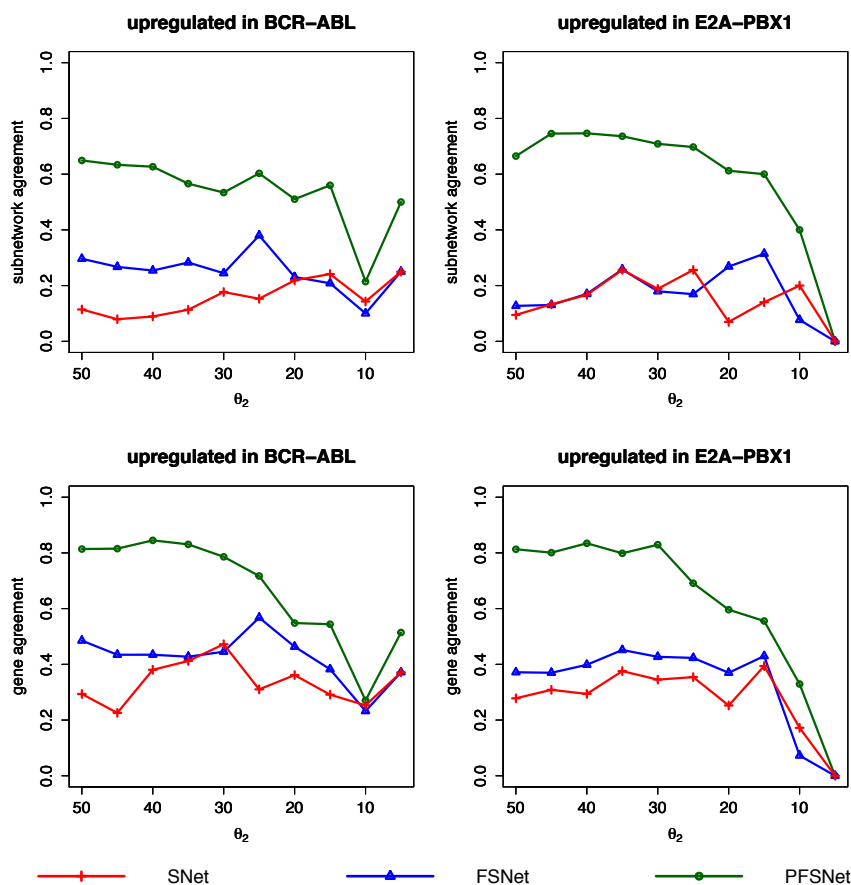 upregulated in BCR−ABL
subnetwork agreement
1.0
0.8
0.6
0.4
0.2
0.0
50 40 30 20 10
θ2
upregulated in E2A−PBX1
subnetwork agreement
1.0
0.8
0.6
0.4
0.2
0.0
50 40 30 20 10
θ2
upregulated in BCR−ABL
gene agreement
1.0
0.8
0.6
0.4
0.2
0.0
50 40 30 20 10
θ2
upregulated in E2A−PBX1
gene agreement
1.0
0.8
0.6
0.4
0.2
0.0
50 40 30 20 10
θ2
SNet FSNet PFSNet